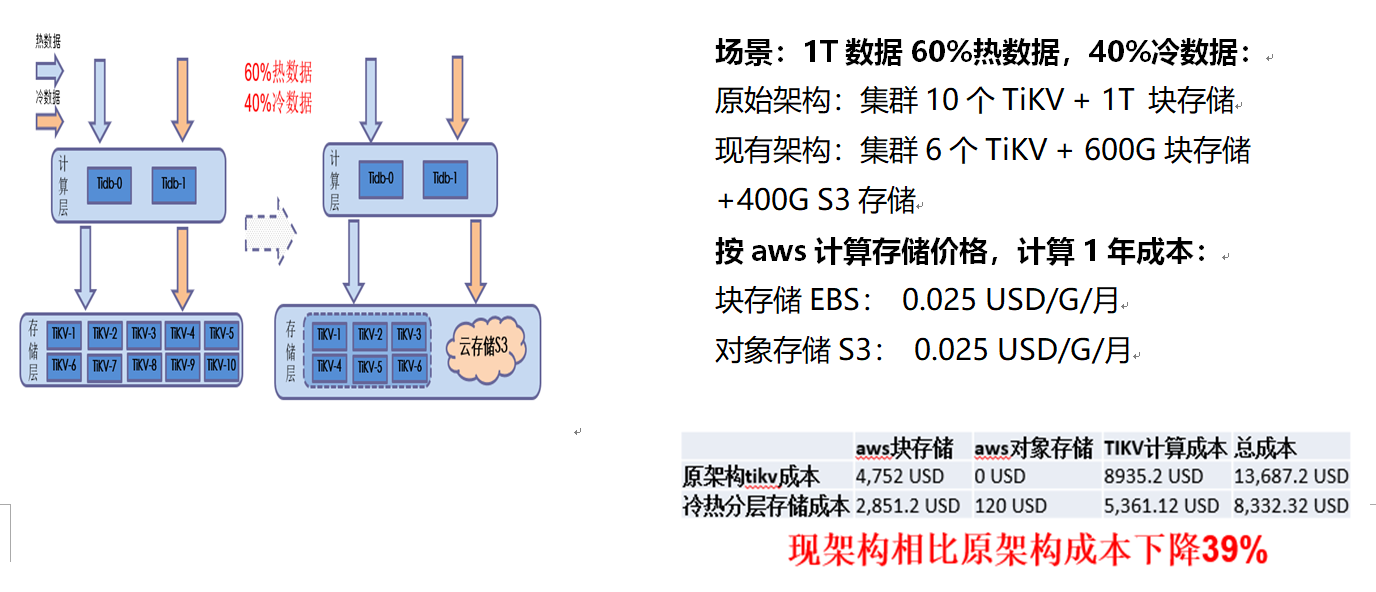 热数据
冷数据
60%热数据
40%冷数据
计算层
Tidb-0
Tidb-1
计算层
Tidb-0
Tidb-1
存储层
TiKV-1
TiKV-2
TiKV-3
TiKV-4
TiKV-5
TiKV-6
TiKV-7
TiKV-8
TiKV-9
TiKV-10
存储层
TiKV-1
TiKV-2
TiKV-3
TiKV-4
TiKV-5
TiKV-6
云存储S3
场景：1T 数据 60%热数据，40%冷数据：
原始架构：集群 10 个 TiKV + 1T 块存储
现有架构：集群 6 个 TiKV + 600G 块存储
+400G S3 存储
按 aws 计算存储价格，计算 1 年成本：
块存储 EBS： 0.025 USD/G/月
对象存储 S3： 0.025 USD/G/月
aws块存储 aws对象存储 TIKV计算成本 总成本
原架构tikv成本 4,752 USD 0 USD 8935.2 USD 13,687.2 USD
冷热分层存储成本 2,851.2 USD 120 USD 5,361.12 USD 8,332.32 USD
现架构相比原架构成本下降39%